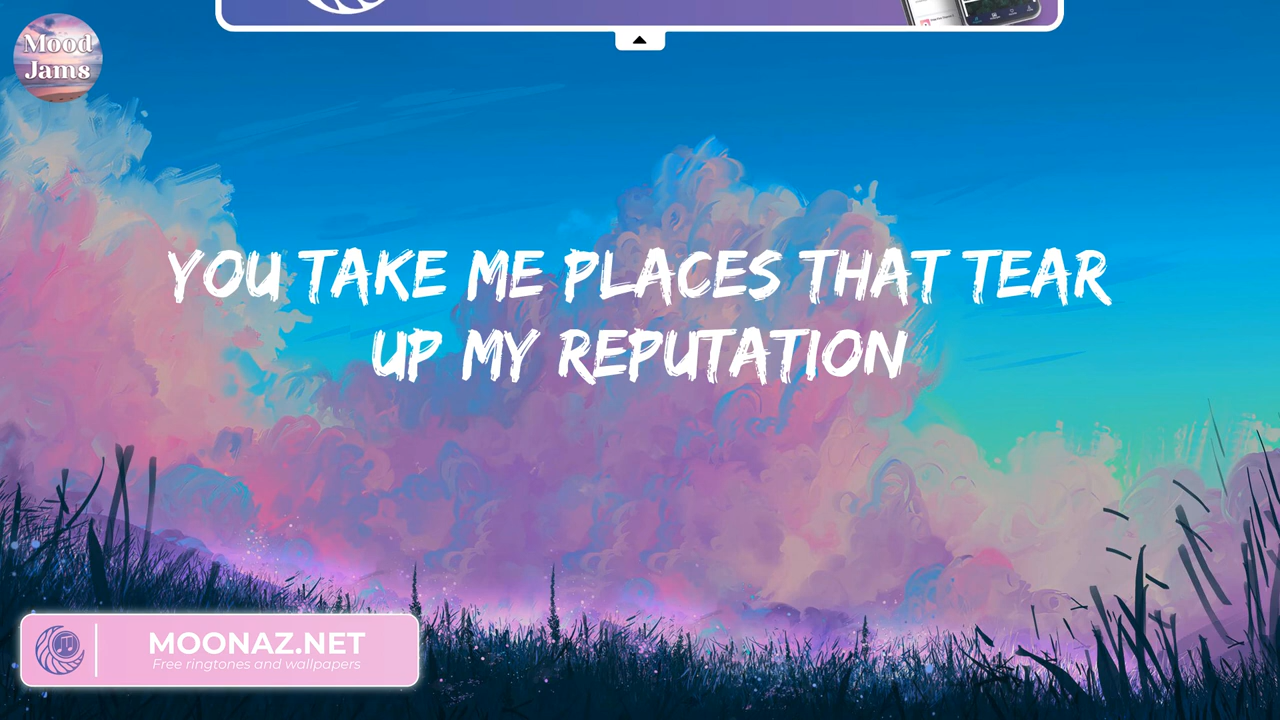 Mood
Jams
YOU TAKE ME PLACES THAT TEAR
UP MY REPUTATION
MOONAZ.NET
Free ringtones and wallpapers